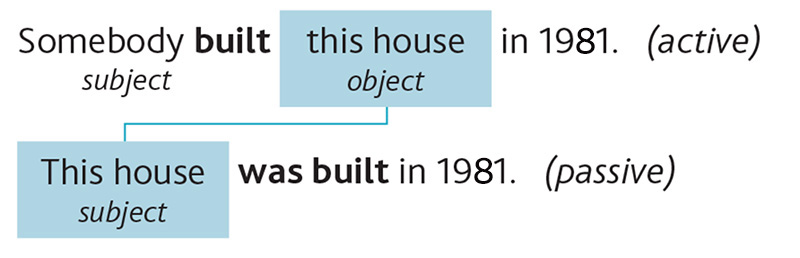 Somebody built this house in 1981. (active)
subject object
This house was built in 1981. (passive)
subject